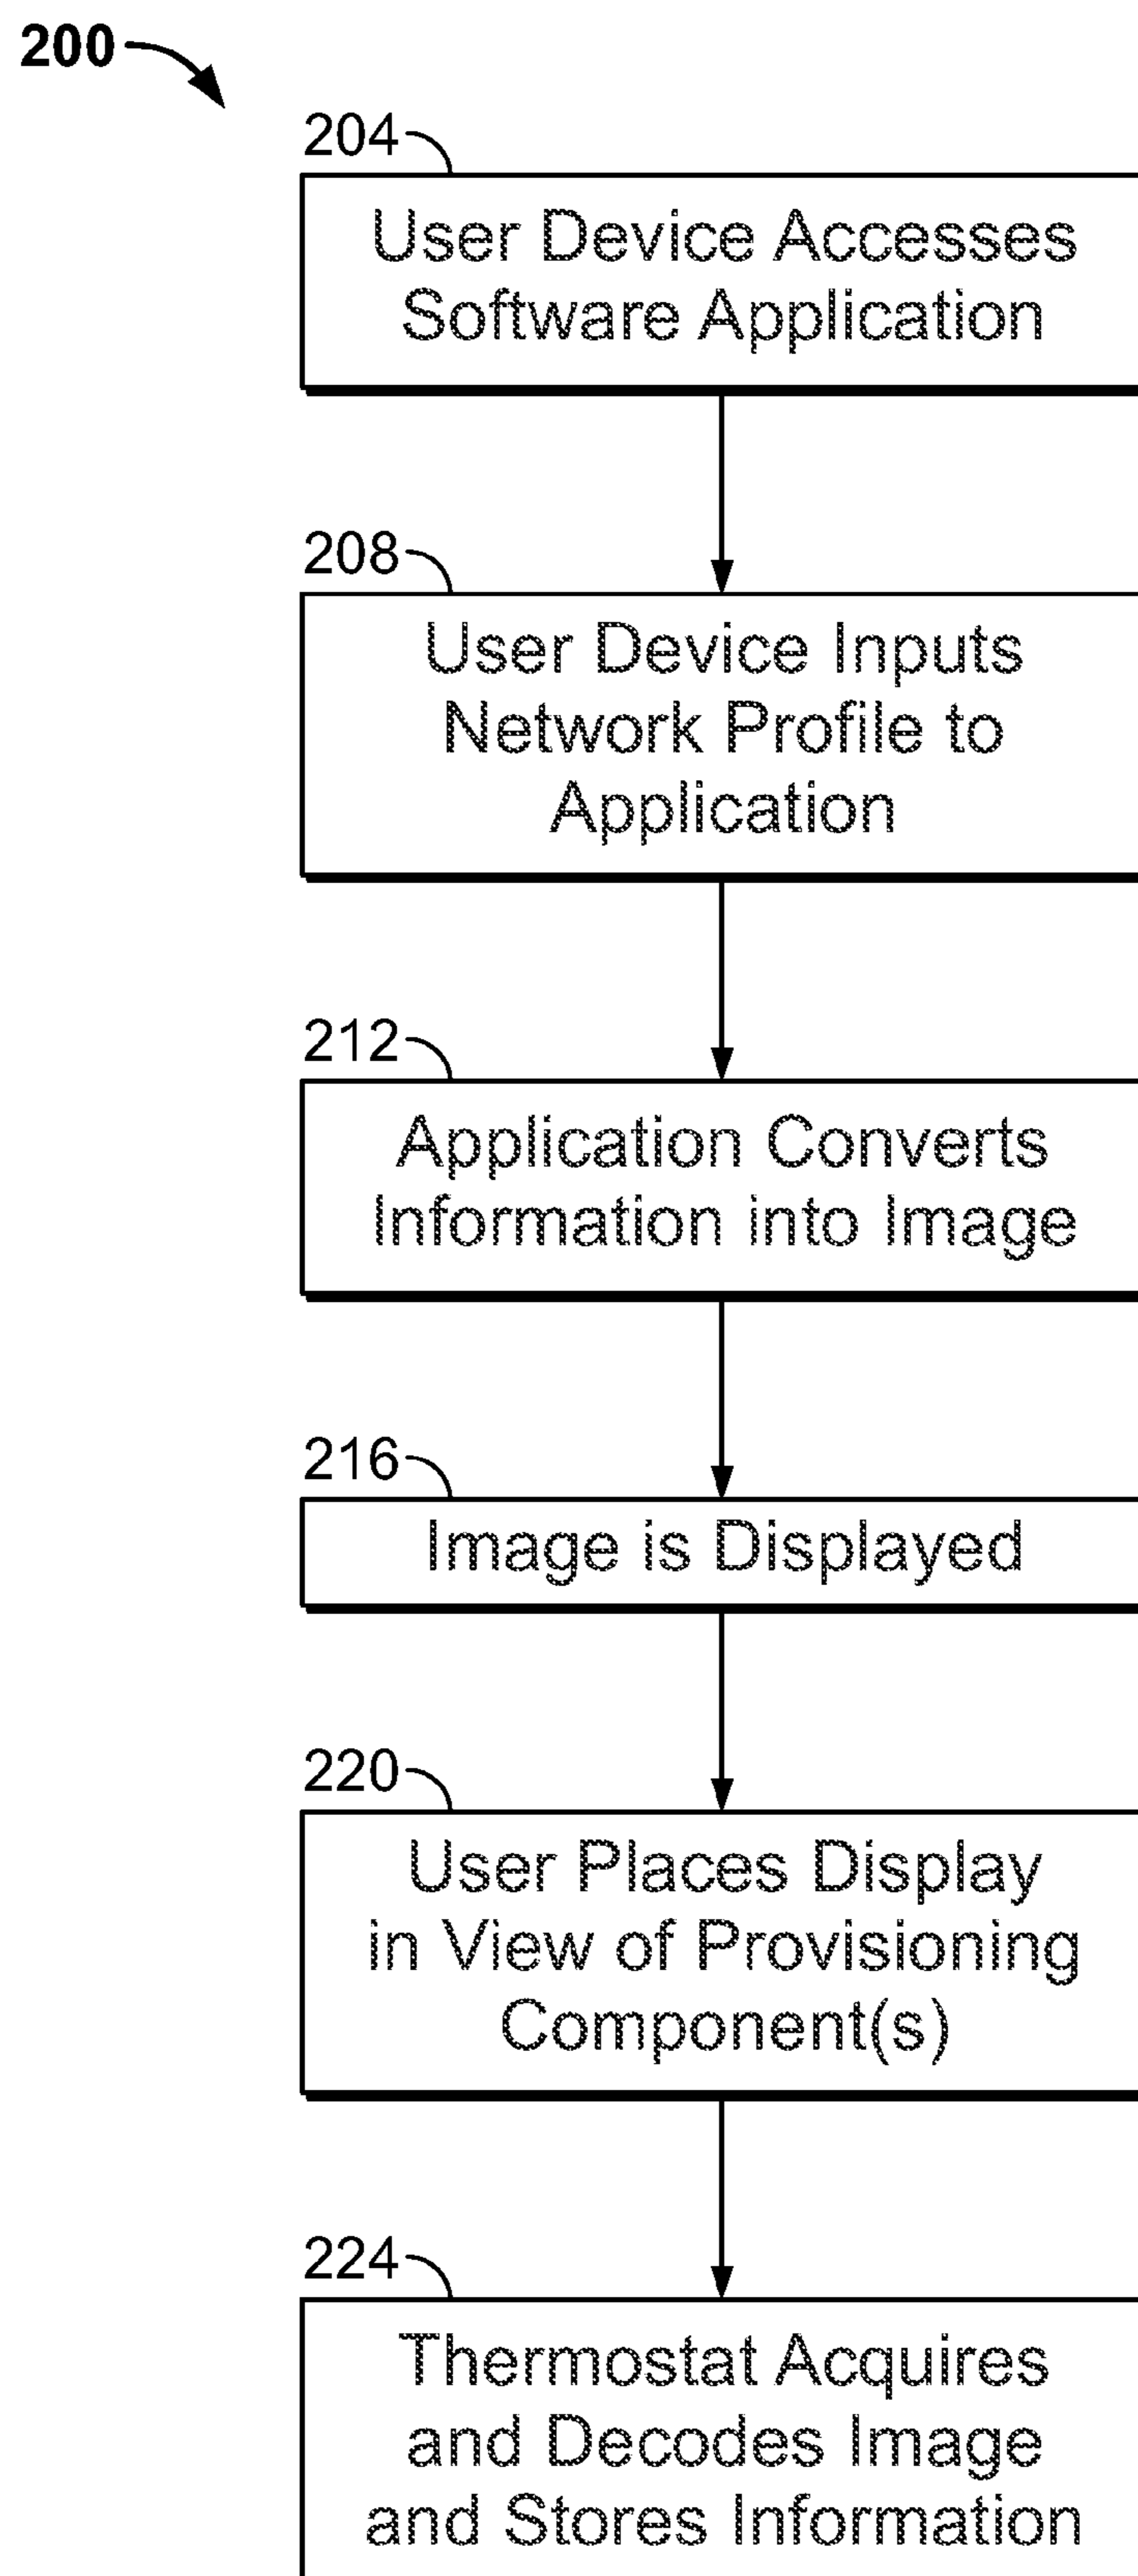 200
204
User Device Accesses
Software Application
208
User Device Inputs
Network Profile to
Application
212
Application Converts
Information into Image
216
Image is Displayed
220
User Places Display
in View of Provisioning
Component(s)
224
Thermostat Acquires
and Decodes Image
and Stores Information